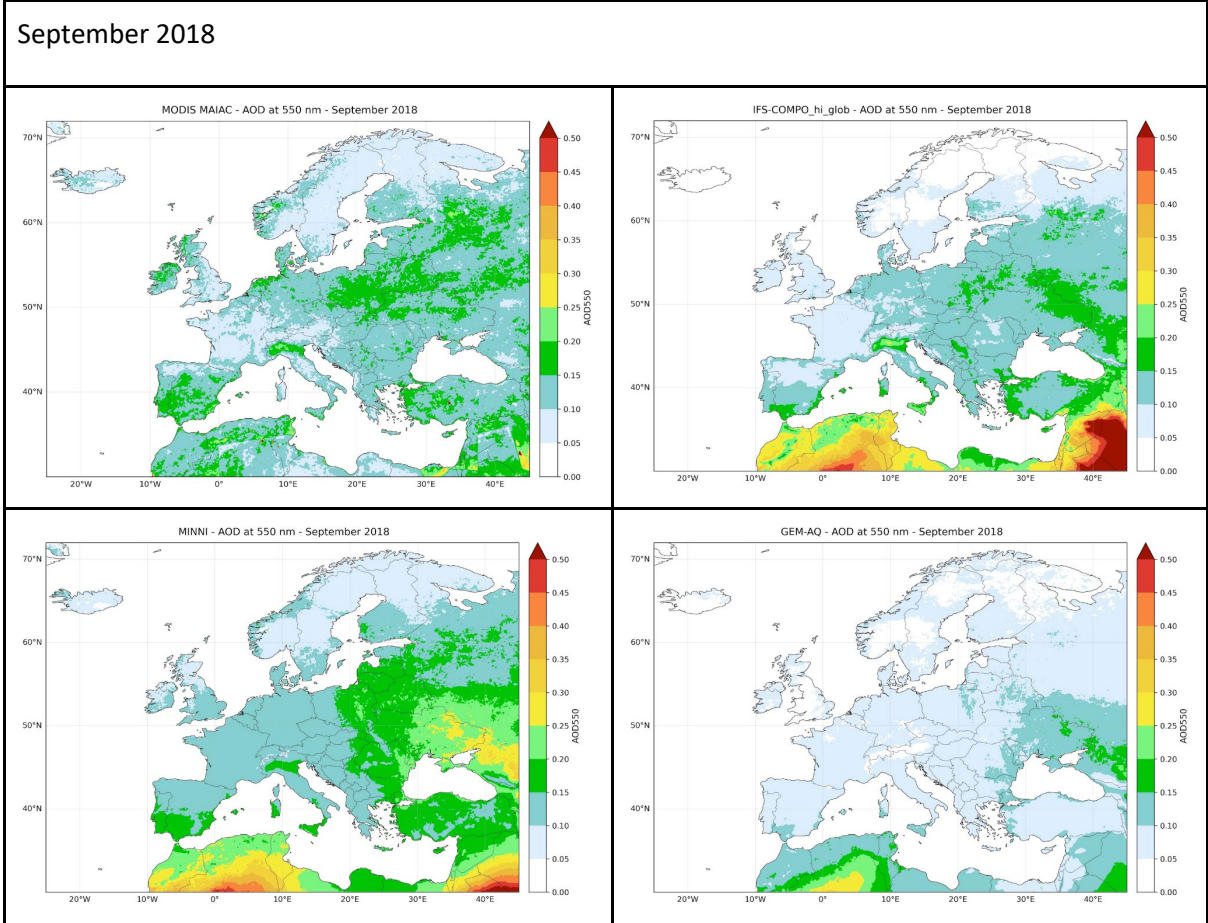 September 2018
MODIS MAIAC - AOD at 550 nm - September 2018
70°N
60°N
50°N
40°N
20°W 10°W 0° 10°E 20°E 30°E 40°E
0.50
0.45
0.40
0.35
0.30
0.25
0.20
0.15
0.10
0.05
0.00
AOD550
IFS-COMPO_hi_glob - AOD at 550 nm - September 2018
70°N
60°N
50°N
40°N
20°W 10°W 0° 10°E 20°E 30°E 40°E
0.50
0.45
0.40
0.35
0.30
0.25
0.20
0.15
0.10
0.05
0.00
AOD550
MINNI - AOD at 550 nm - September 2018
70°N
60°N
50°N
40°N
20°W 10°W 0° 10°E 20°E 30°E 40°E
0.50
0.45
0.40
0.35
0.30
0.25
0.20
0.15
0.10
0.05
0.00
AOD550
GEM-AQ - AOD at 550 nm - September 2018
70°N
60°N
50°N
40°N
20°W 10°W 0° 10°E 20°E 30°E 40°E
0.50
0.45
0.40
0.35
0.30
0.25
0.20
0.15
0.10
0.05
0.00
AOD550